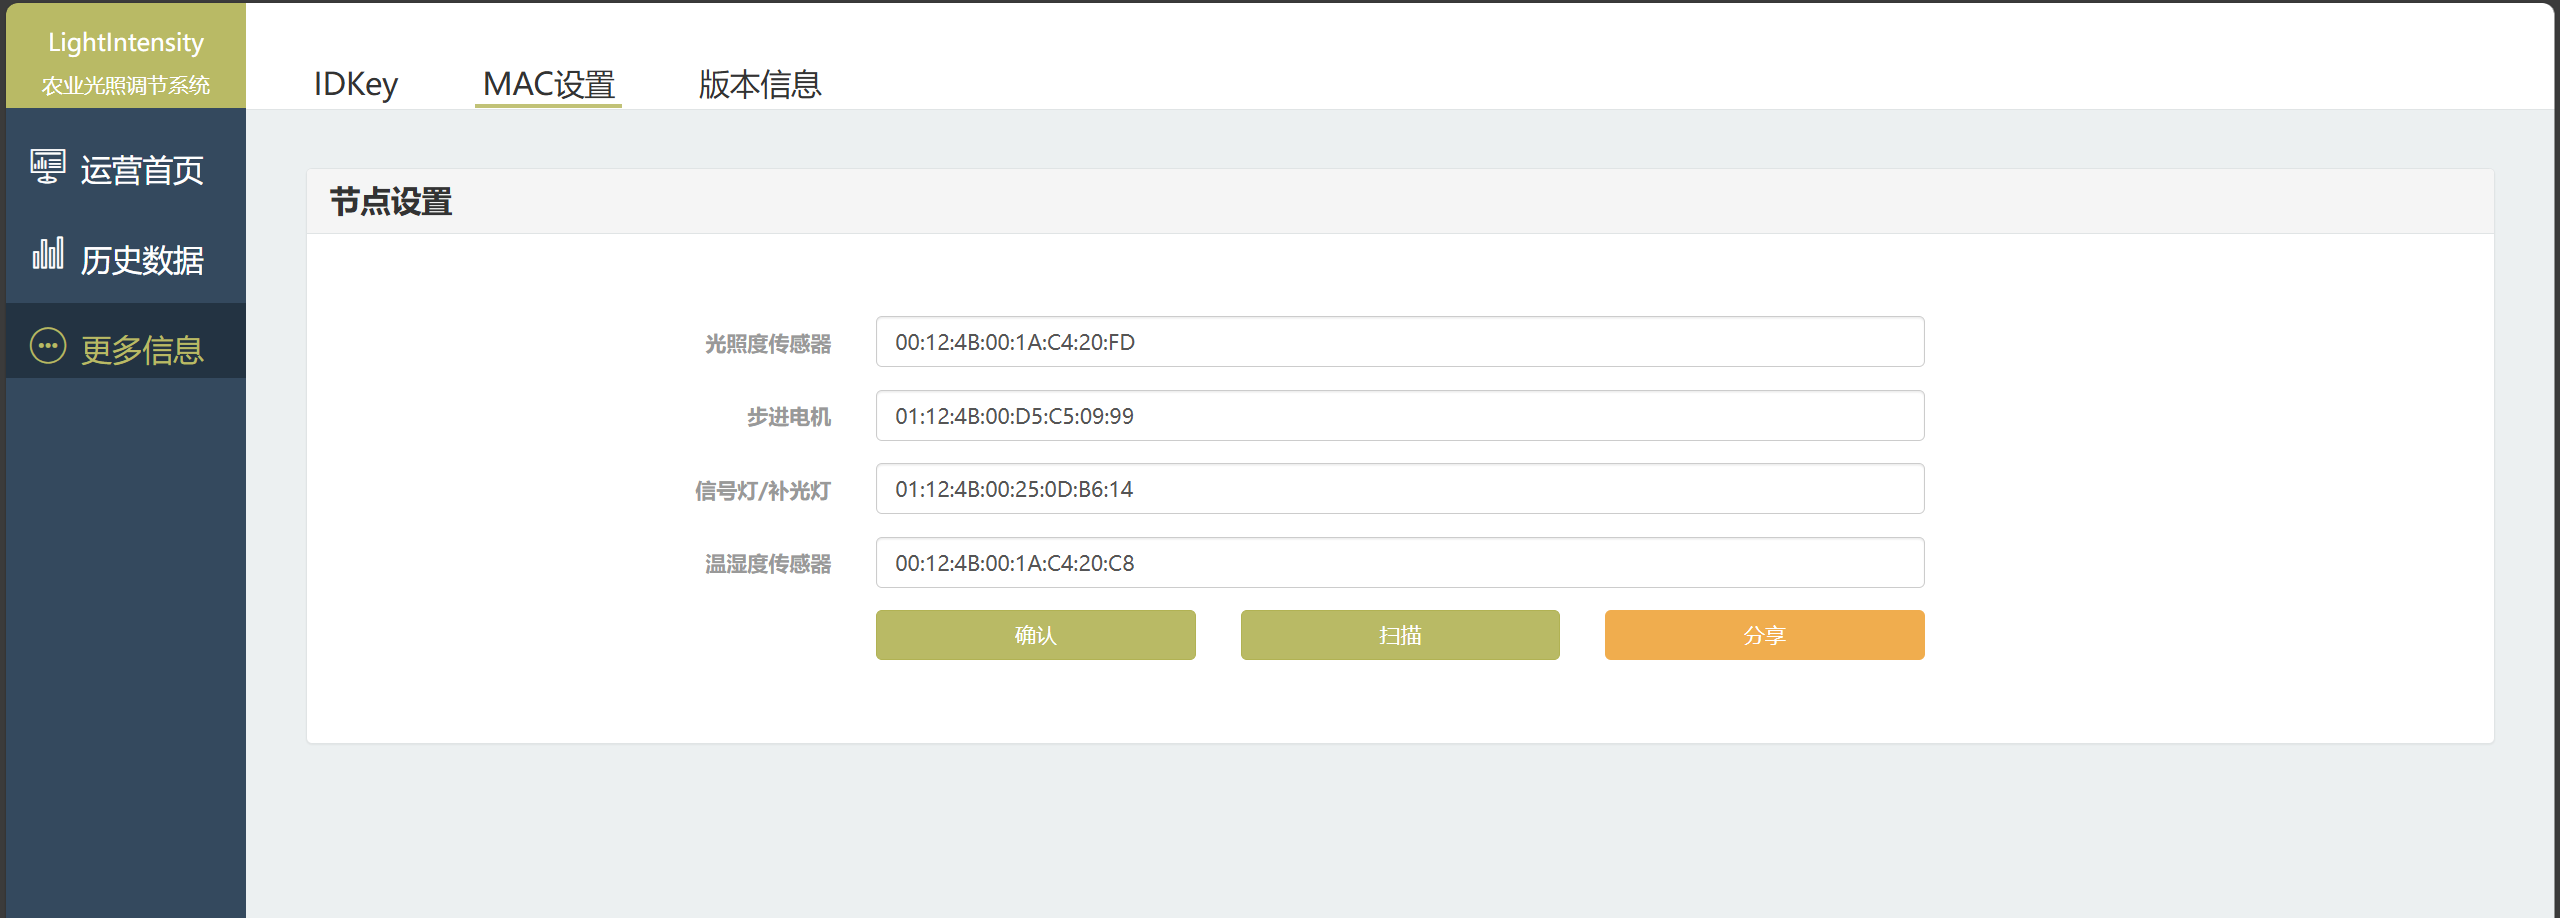 LightIntensity
农业光照调节系统
IDKey
MAC设置
版本信息
运营首页
历史数据
更多信息
节点设置
光照度传感器
00:12:4B:00:1A:C4:20:FD
步进电机
01:12:4B:00:D5:C5:09:99
信号灯/补光灯
01:12:4B:00:25:0D:B6:14
温湿度传感器
00:12:4B:00:1A:C4:20:C8
确认
扫描
分享